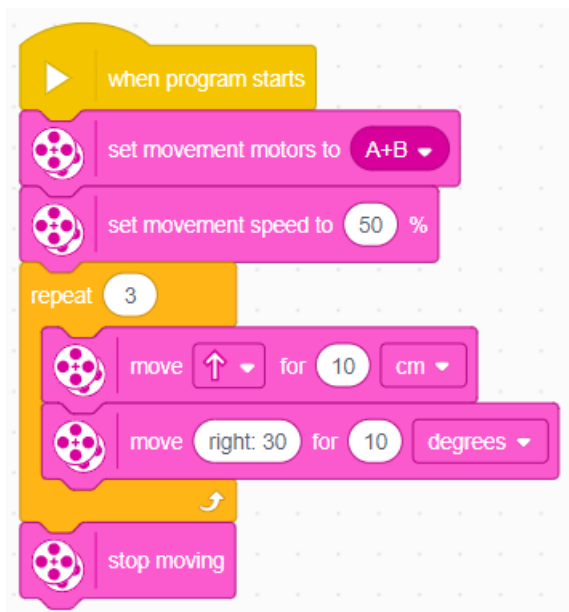 when program starts
set movement motors to A+B
set movement speed to 50 %
repeat 3
move for 10 cm
move right: 30 for 10 degrees
stop moving